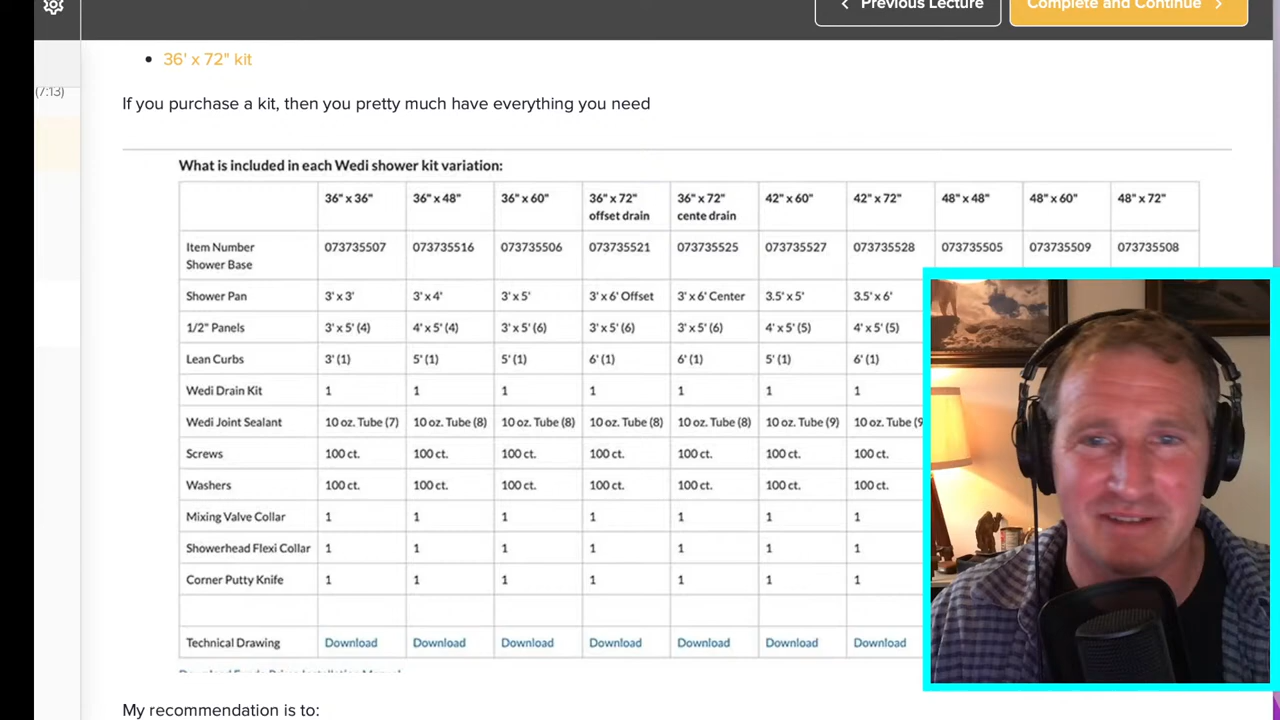 Previous Lecture
Complete and Continue
36' x 72" kit
(7:13)
If you purchase a kit, then you pretty much have everything you need
What is included in each Wedi shower kit variation:
36" x 36" 36" x 48" 36" x 60" 36" x 72" offset drain 36" x 72" cente drain 42" x 60" 42" x 72" 48" x 48" 48" x 60" 48" x 72"
Item Number Shower Base 073735507 073735516 073735506 073735521 073735525 073735527 073735528 073735505 073735509 073735508
Shower Pan 3' x 3' 3' x 4' 3' x 5' 3' x 6' Offset 3' x 6' Center 3.5' x 5' 3.5' x 6'
1/2" Panels 3' x 5' (4) 4' x 5' (4) 3' x 5' (6) 3' x 5' (6) 3' x 5' (6) 4' x 5' (5) 4' x 5' (5)
Lean Curbs 3' (1) 5' (1) 5' (1) 6' (1) 6' (1) 5' (1) 6' (1)
Wedi Drain Kit 1 1 1 1 1 1 1
Wedi Joint Sealant 10 oz. Tube (7) 10 oz. Tube (8) 10 oz. Tube (8) 10 oz. Tube (8) 10 oz. Tube (8) 10 oz. Tube (9) 10 oz. Tube (9
Screws 100 ct. 100 ct. 100 ct. 100 ct. 100 ct. 100 ct. 100 ct.
Washers 100 ct. 100 ct. 100 ct. 100 ct. 100 ct. 100 ct. 100 ct.
Mixing Valve Collar 1 1 1 1 1 1 1
Showerhead Flexi Collar 1 1 1 1 1 1 1
Corner Putty Knife 1 1 1 1 1 1 1
Technical Drawing Download Download Download Download Download Download Download
My recommendation is to: